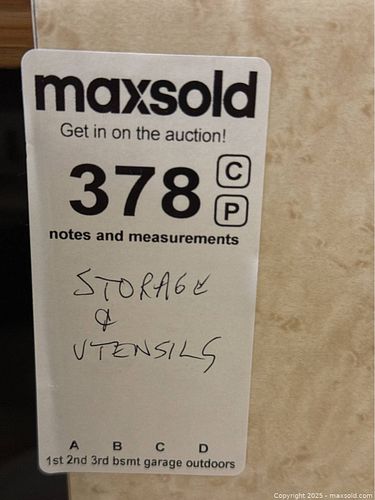 maxsold
Get in on the auction!
378 C
P
notes and measurements
STORAGE
&
UTENSILS
A B C D
1st 2nd 3rd bsmt garage outdoors
Copyright 2025 - maxsold.com